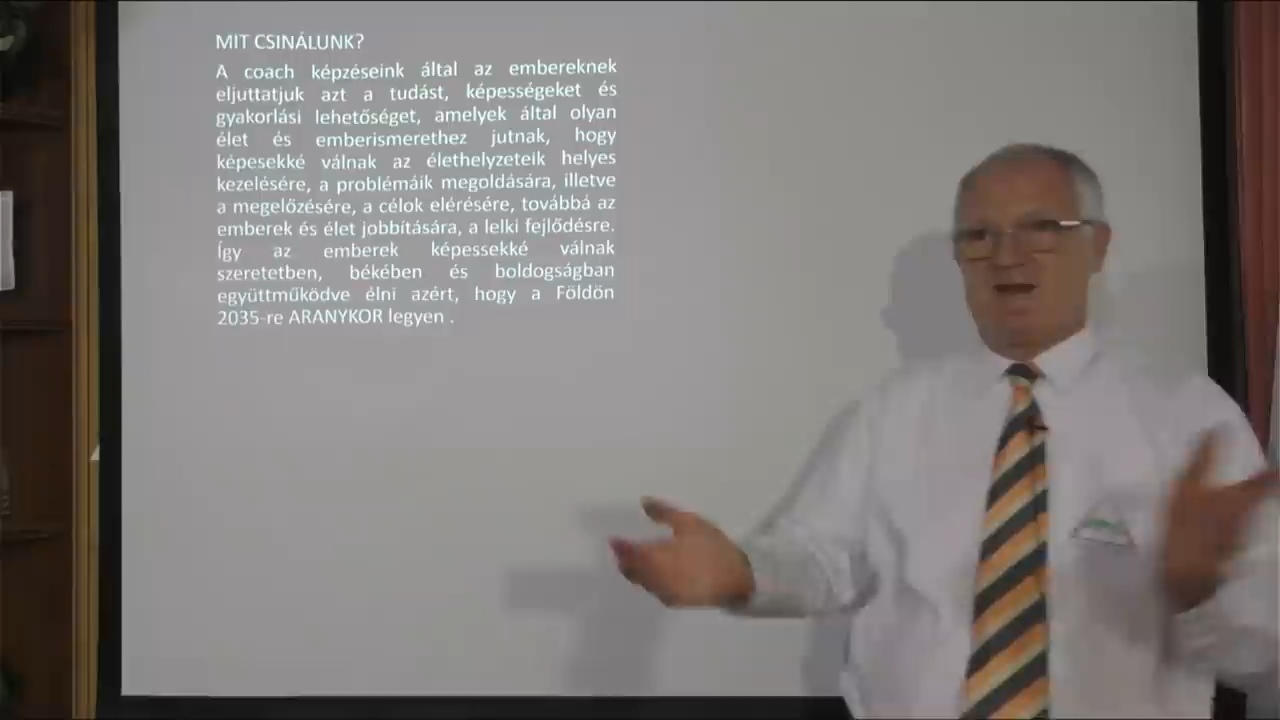 MIT CSINÁLUNK?
A coach képzéseink által az embereknek
eljuttatjuk azt a tudást, képességeket és
gyakorlási lehetőséget, amelyek által olyan
élet és emberismerethez jutnak, hogy
képesekké válnak az élethelyzeteik helyes
kezelésére, a problémáik megoldására, illetve
a megelőzésére, a célok elérésére, továbbá az
emberek és élet jobbítására, a lelki fejlődésre.
Így az emberek képessekké válnak
szeretetben, békében és boldogságban
együttműködve élni azért, hogy a Földön
2035-re ARANYKOR legyen .